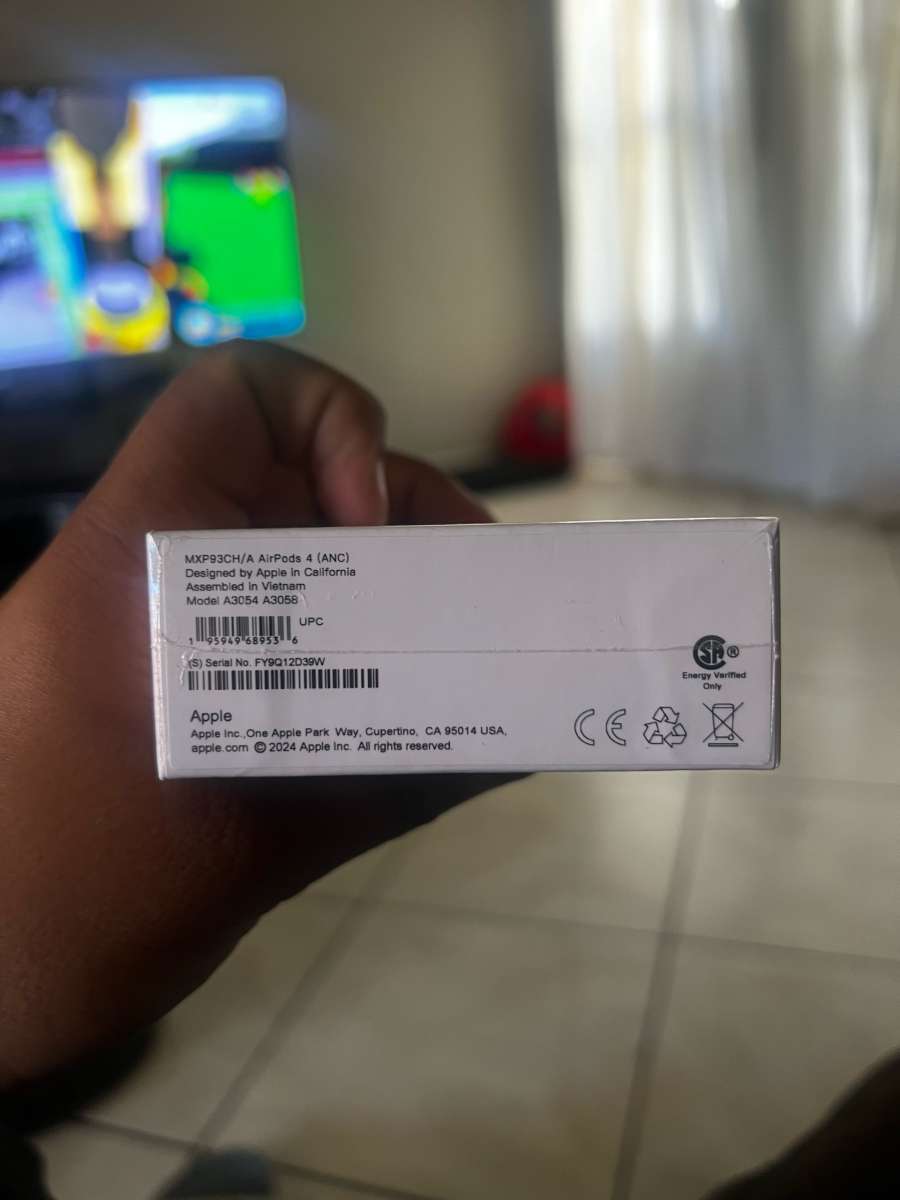 MXP93CH/A AirPods 4 (ANC)
Designed by Apple in California
Assembled in Vietnam
Model A3054 A3058
UPC
1 95949 68953 6
(S) Serial No. FY9Q12D39W
SA ®
Energy Verified
Only
Apple
Apple Inc.,One Apple Park Way, Cupertino, CA 95014 USA,
apple.com © 2024 Apple Inc. All rights reserved.
CE